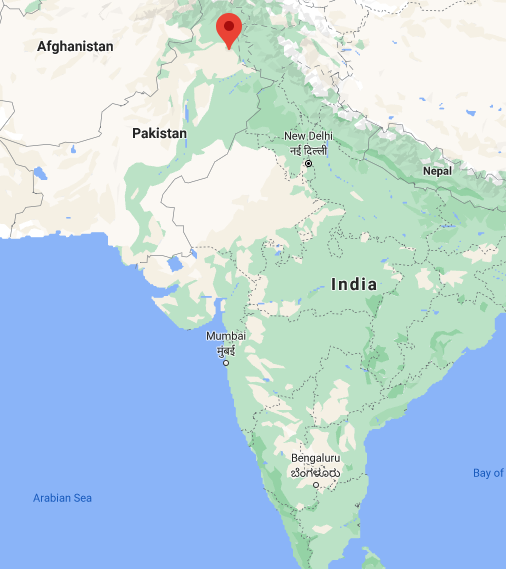 Afghanistan
Pakistan
New Delhi
नई दिल्ली
Nepal
India
Mumbai
मुंबई
Bengaluru
ಬೆಂಗಳೂರು
Bay of
Arabian Sea